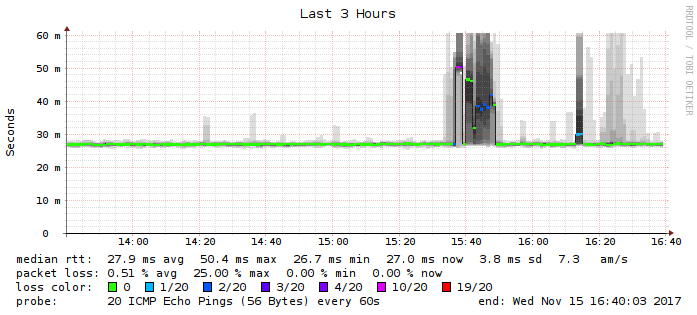 Last 3 Hours
RRDTOOL / TOBI OETIKER
Seconds
60 m
50 m
40 m
30 m
20 m
10 m
0
14:00 14:20 14:40 15:00 15:20 15:40 16:00 16:20 16:40
median rtt: 27.9 ms avg 50.4 ms max 26.7 ms min 27.0 ms now 3.8 ms sd 7.3 am/s
packet loss: 0.51 % avg 25.00 % max 0.00 % min 0.00 % now
loss color: 0 1/20 2/20 3/20 4/20 10/20 19/20
probe: 20 ICMP Echo Pings (56 Bytes) every 60s end: Wed Nov 15 16:40:03 2017